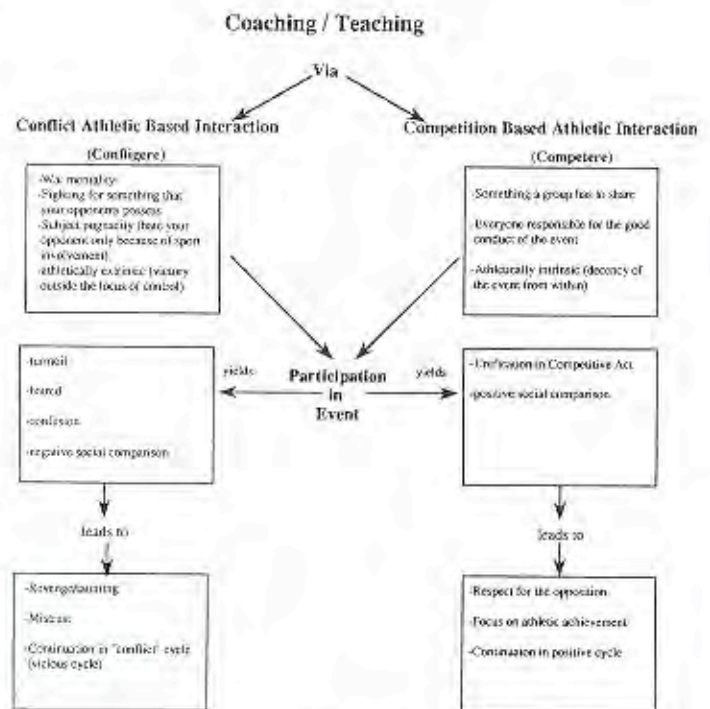 Coaching / Teaching
Via
Conflict Athletic Based Interaction
(Confligere)
-War mentality
-Fighting for something that
your opponents possess
-Subject pugnacity (hate your
opponent only because of sport
involvement)
-athletically extrinsic (victory
outside the locus of control)
Competition Based Athletic Interaction
(Competere)
-Something a group has to share
-Everyone responsible for the good
conduct of the event
-Athletically intrinsic (decency of
the event from within)
-turmoil
-confusion
-negative social comparison
yields
Participation
in
Event
yields
-Unification in Competitive Act
-positive social comparison
leads to
leads to
-Revenge/taunting
-Mistrust
-Continuation in "conflict" cycle
(vicious cycle)
-Respect for the opposition
-Focus on athletic achievement
-Continuation in positive cycle